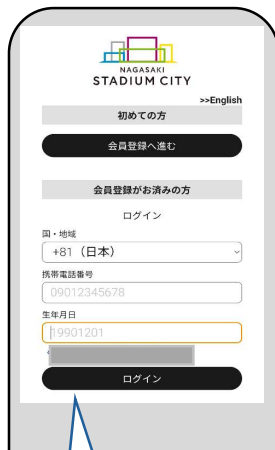 NAGASAKI
STADIUM CITY
>>English
初めての方
会員登録へ進む
会員登録がお済みの方
ログイン
国・地域
+81（日本）
携帯電話番号
09012345678
生年月日
19901201
ログイン